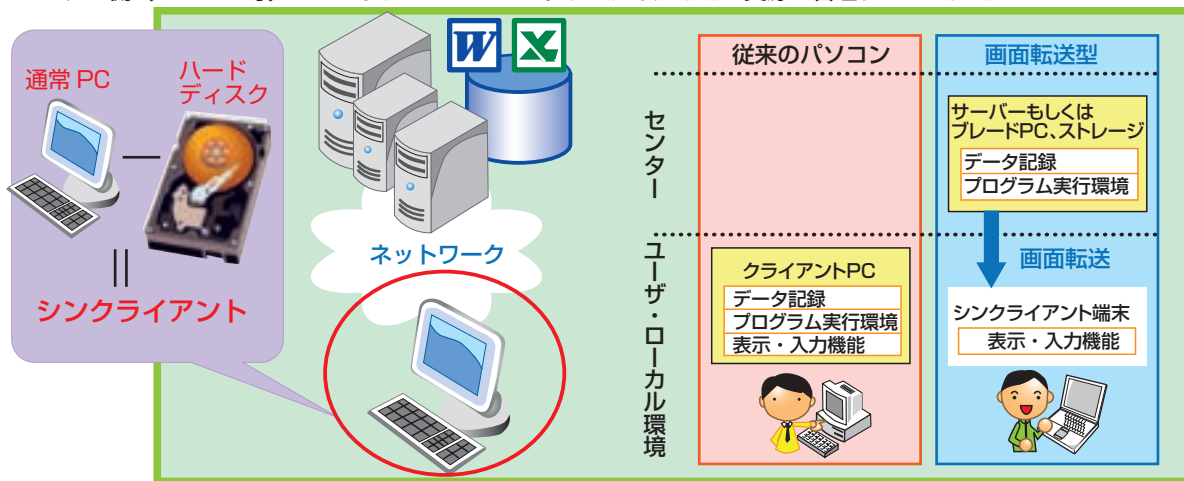 通常 PC
ハード
ディスク
シンクライアント
W
X
ネットワーク
センター
ユーザ・ローカル環境
従来のパソコン
クライアントPC
データ記録
プログラム実行環境
表示・入力機能
画面転送型
サーバーもしくは
ブレードPC、ストレージ
データ記録
プログラム実行環境
画面転送
シンクライアント端末
表示・入力機能